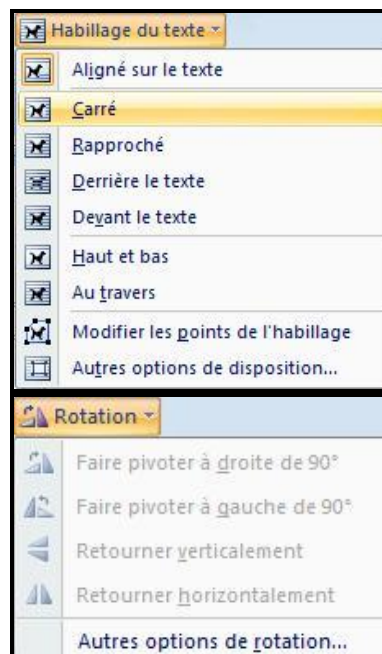 Habillage du texte
Aligné sur le texte
Carré
Rapproché
Derrière le texte
Devant le texte
Haut et bas
Au travers
Modifier les points de l'habillage
Autres options de disposition...
Rotation
Faire pivoter à droite de 90°
Faire pivoter à gauche de 90°
Retourner verticalement
Retourner horizontalement
Autres options de rotation...